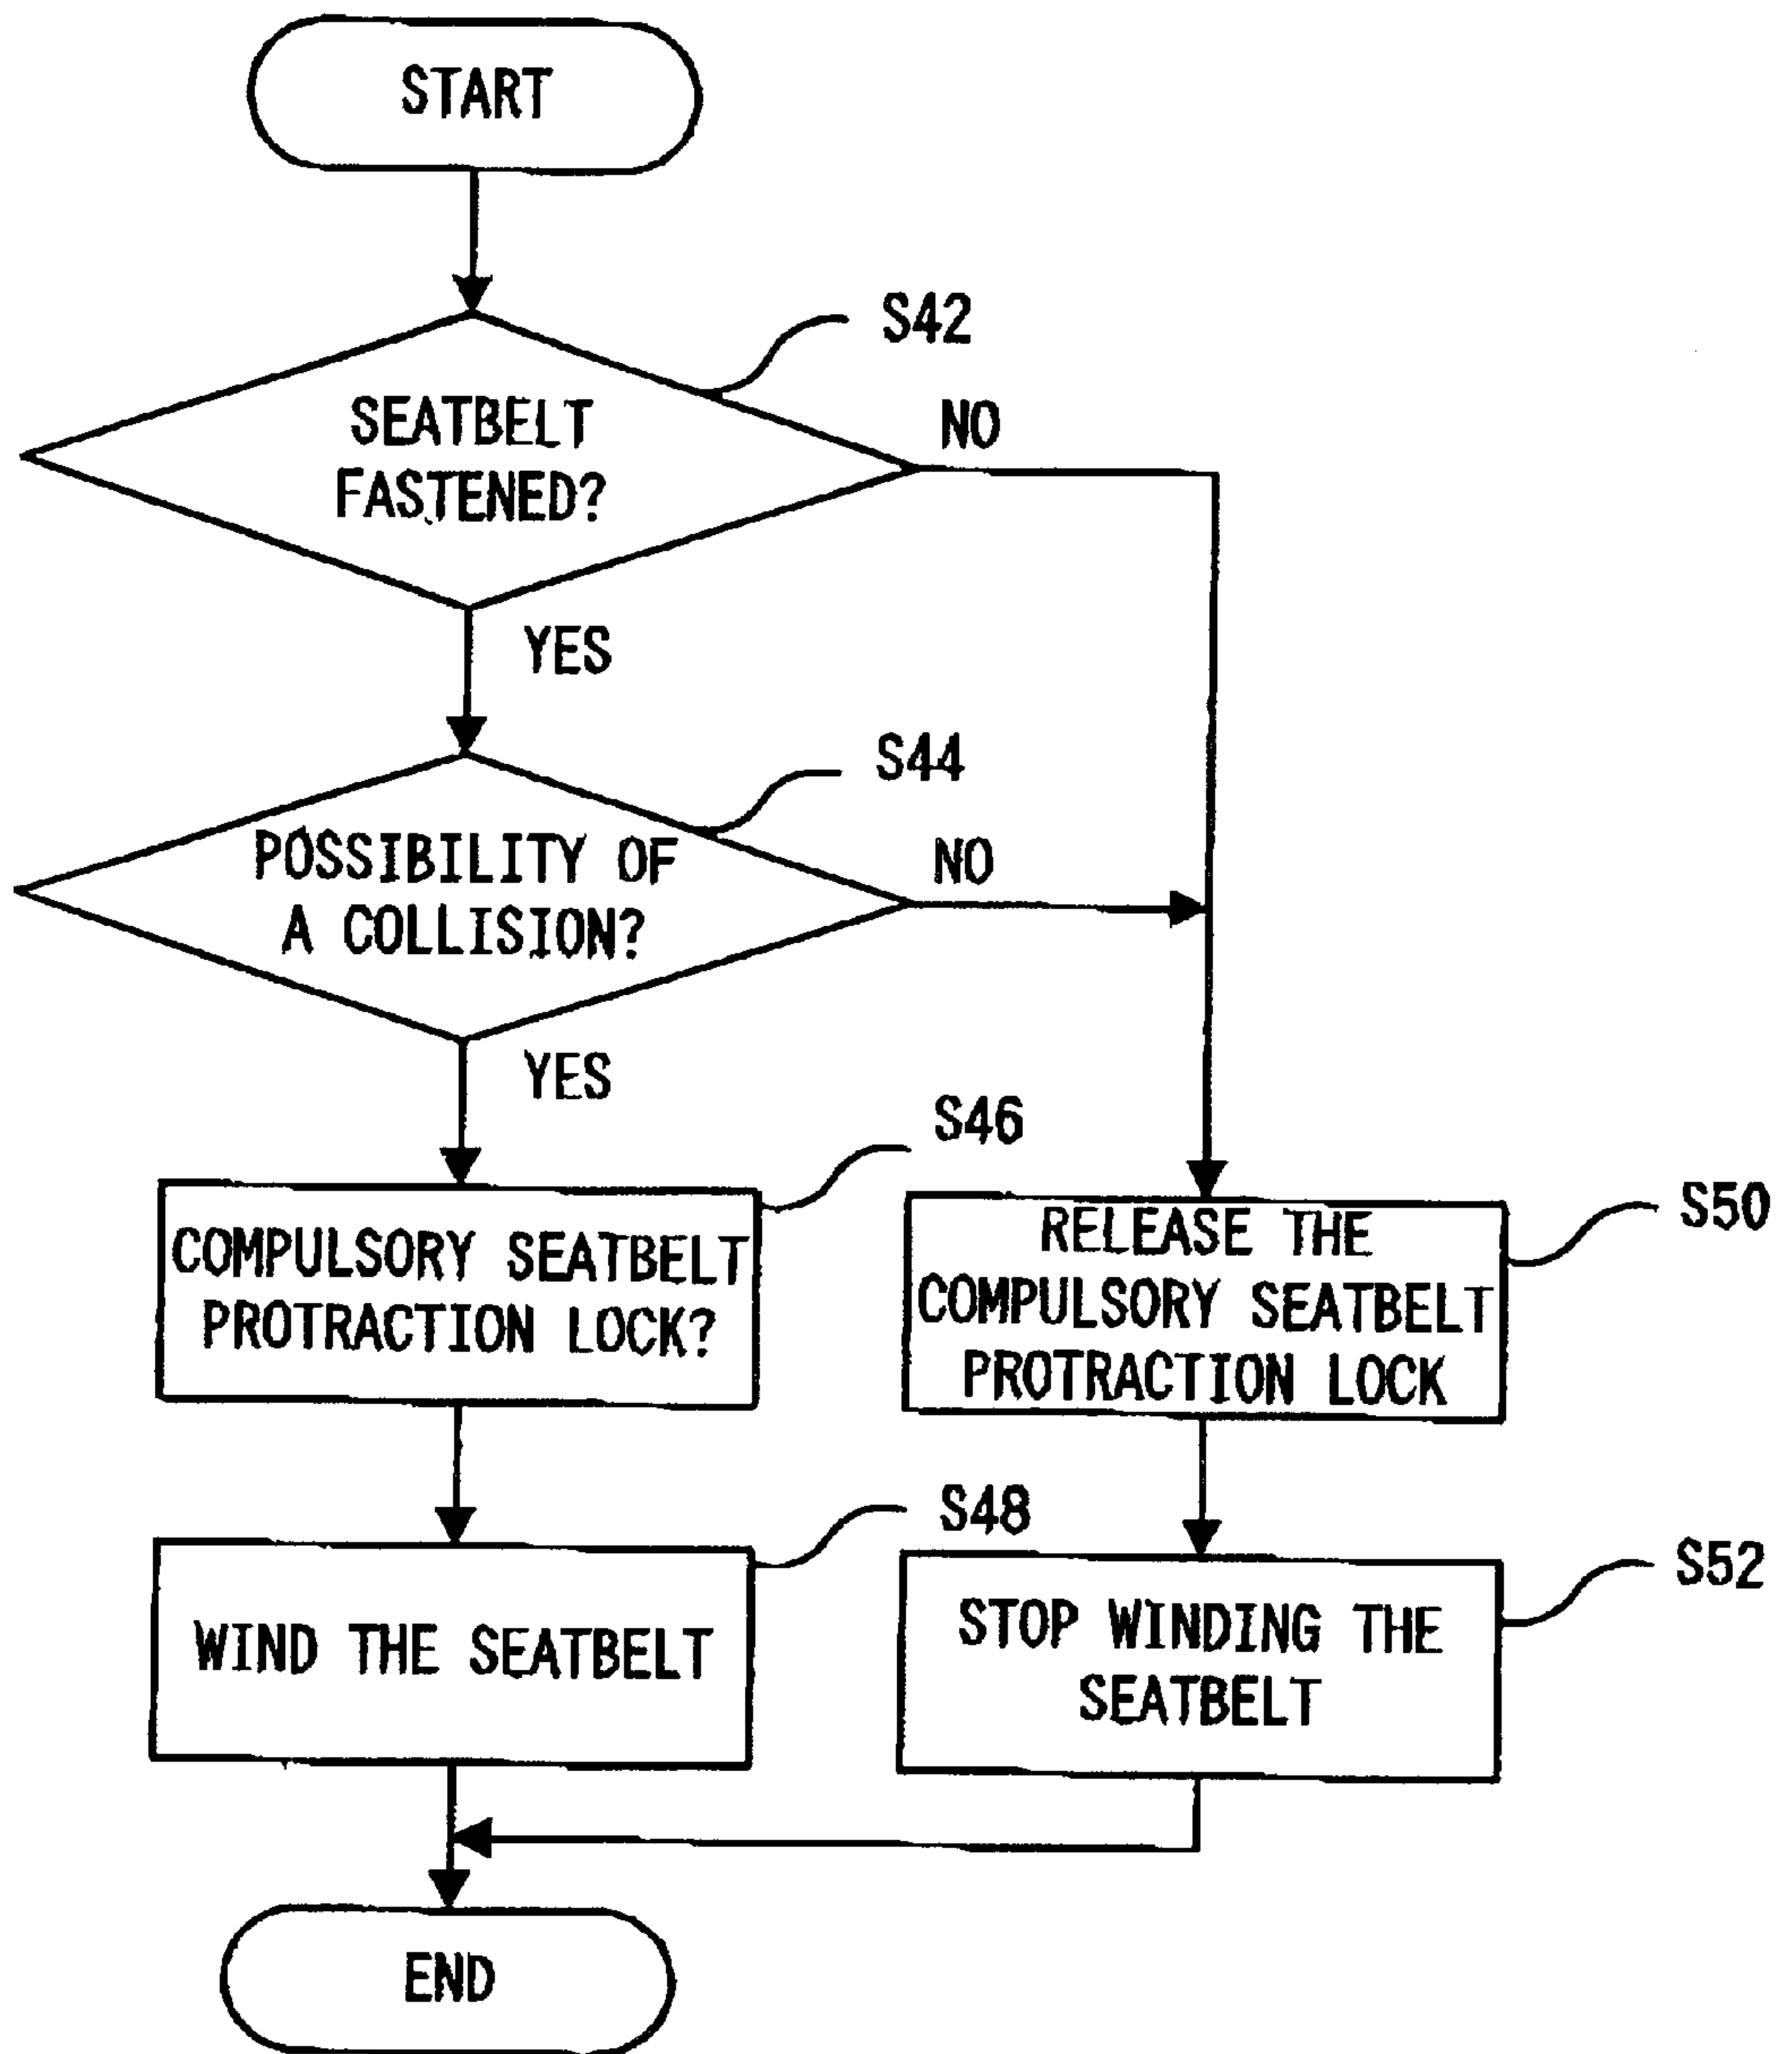 START
S42
SEATBELT
FASTENED?
NO
YES
S44
POSSIBILITY OF
A COLLISION?
NO
YES
S46
COMPULSORY SEATBELT
PROTRACTION LOCK?
S50
RELEASE THE
COMPULSORY SEATBELT
PROTRACTION LOCK
S48
WIND THE SEATBELT
S52
STOP WINDING THE
SEATBELT
END